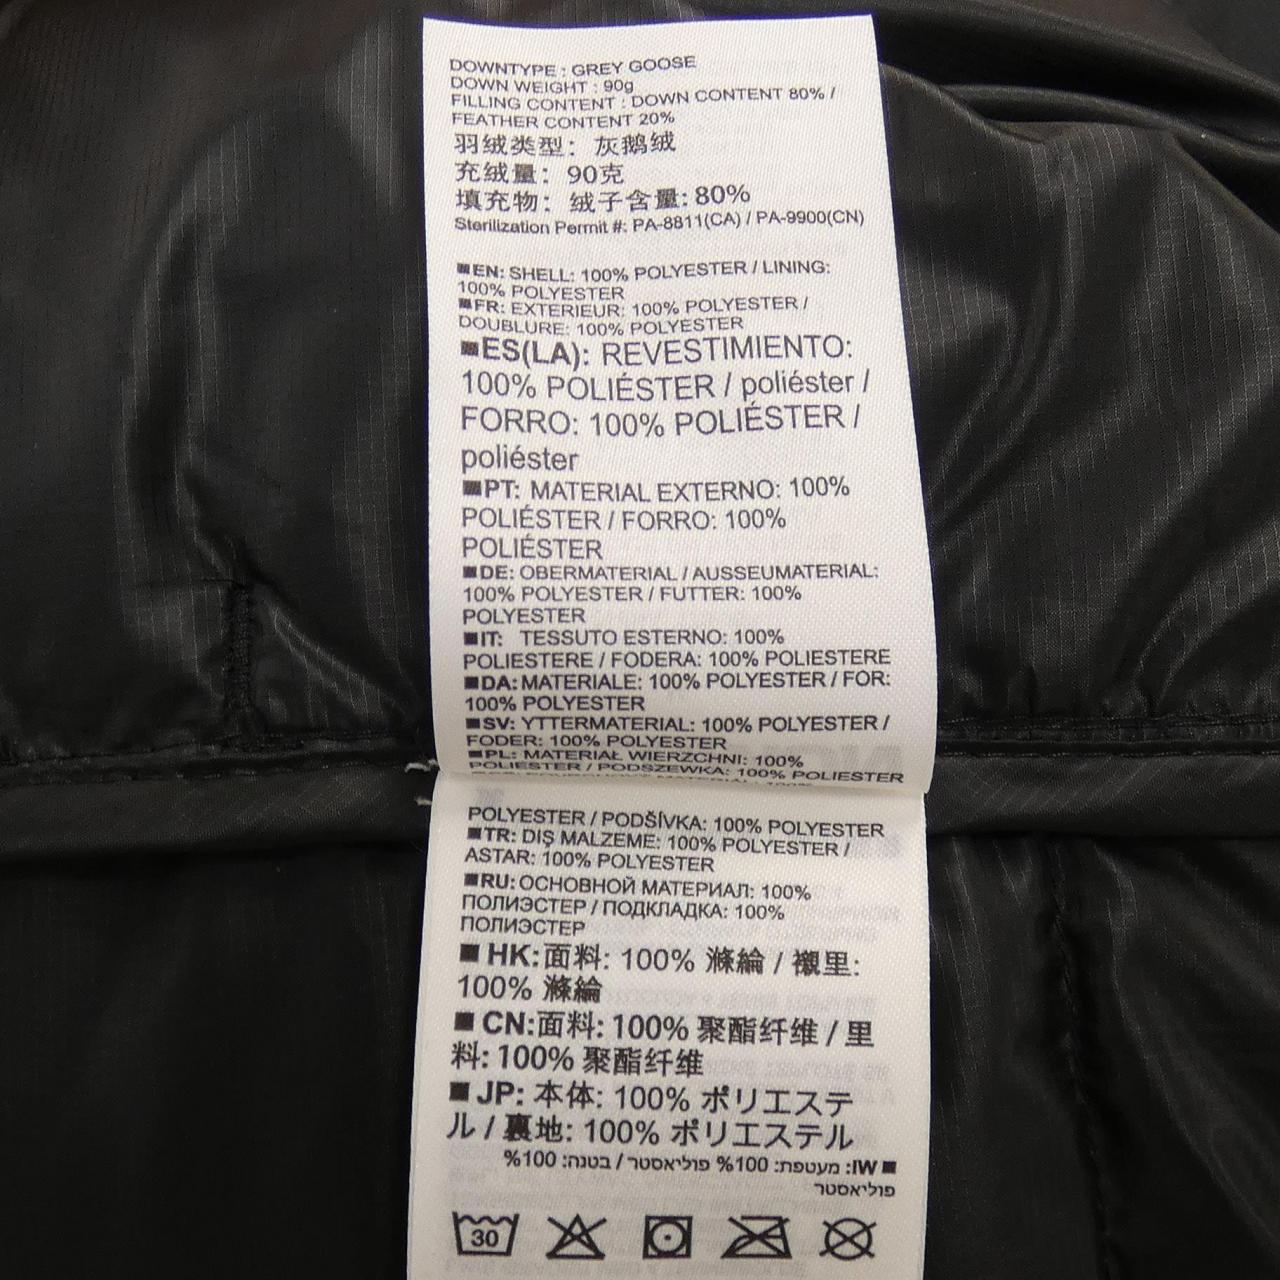 DOWNTYPE : GREY GOOSE
DOWN WEIGHT : 90g
FILLING CONTENT : DOWN CONTENT 80% /
FEATHER CONTENT 20%
羽绒类型： 灰鹅绒
充绒量： 90克
填充物： 绒子含量: 80%
Sterilization Permit #: PA-8811(CA) / PA-9900(CN)
■EN: SHELL: 100% POLYESTER / LINING:
100% POLYESTER
■FR: EXTERIEUR: 100% POLYESTER /
DOUBLURE: 100% POLYESTER
■ES(LA): REVESTIMIENTO:
100% POLIÉSTER / poliéster /
FORRO: 100% POLIÉSTER /
poliéster
■PT: MATERIAL EXTERNO: 100%
POLIÉSTER / FORRO: 100%
POLIÉSTER
■DE: OBERMATERIAL / AUSSEUMATERIAL:
100% POLYESTER / FUTTER: 100%
POLYESTER
■IT: TESSUTO ESTERNO: 100%
POLIESTERE / FODERA: 100% POLIESTERE
■DA: MATERIALE: 100% POLYESTER / FOR:
100% POLYESTER
■SV: YTTERMATERIAL: 100% POLYESTER /
FODER: 100% POLYESTER
■PL: MATERIAŁ WIERZCHNI: 100%
POLIESTER / PODSZEWKA: 100% POLIESTER
POLYESTER / PODŠÍVKA: 100% POLYESTER
■TR: DIŞ MALZEME: 100% POLYESTER /
ASTAR: 100% POLYESTER
■RU: ОСНОВНОЙ МАТЕРИАЛ: 100%
ПОЛИЭСТЕР / ПОДКЛАДКА: 100%
ПОЛИЭСТЕР
■ HK:面料: 100% 滌綸 / 襯里:
100% 滌綸
■ CN:面料: 100% 聚酯纤维 / 里
料: 100% 聚酯纤维
■ JP: 本体: 100% ポリエステ
ル / 裏地: 100% ポリエステル
■ IW: מעטפת: 100% פוליאסטר / בטנה: 100%
פוליאסטר
30